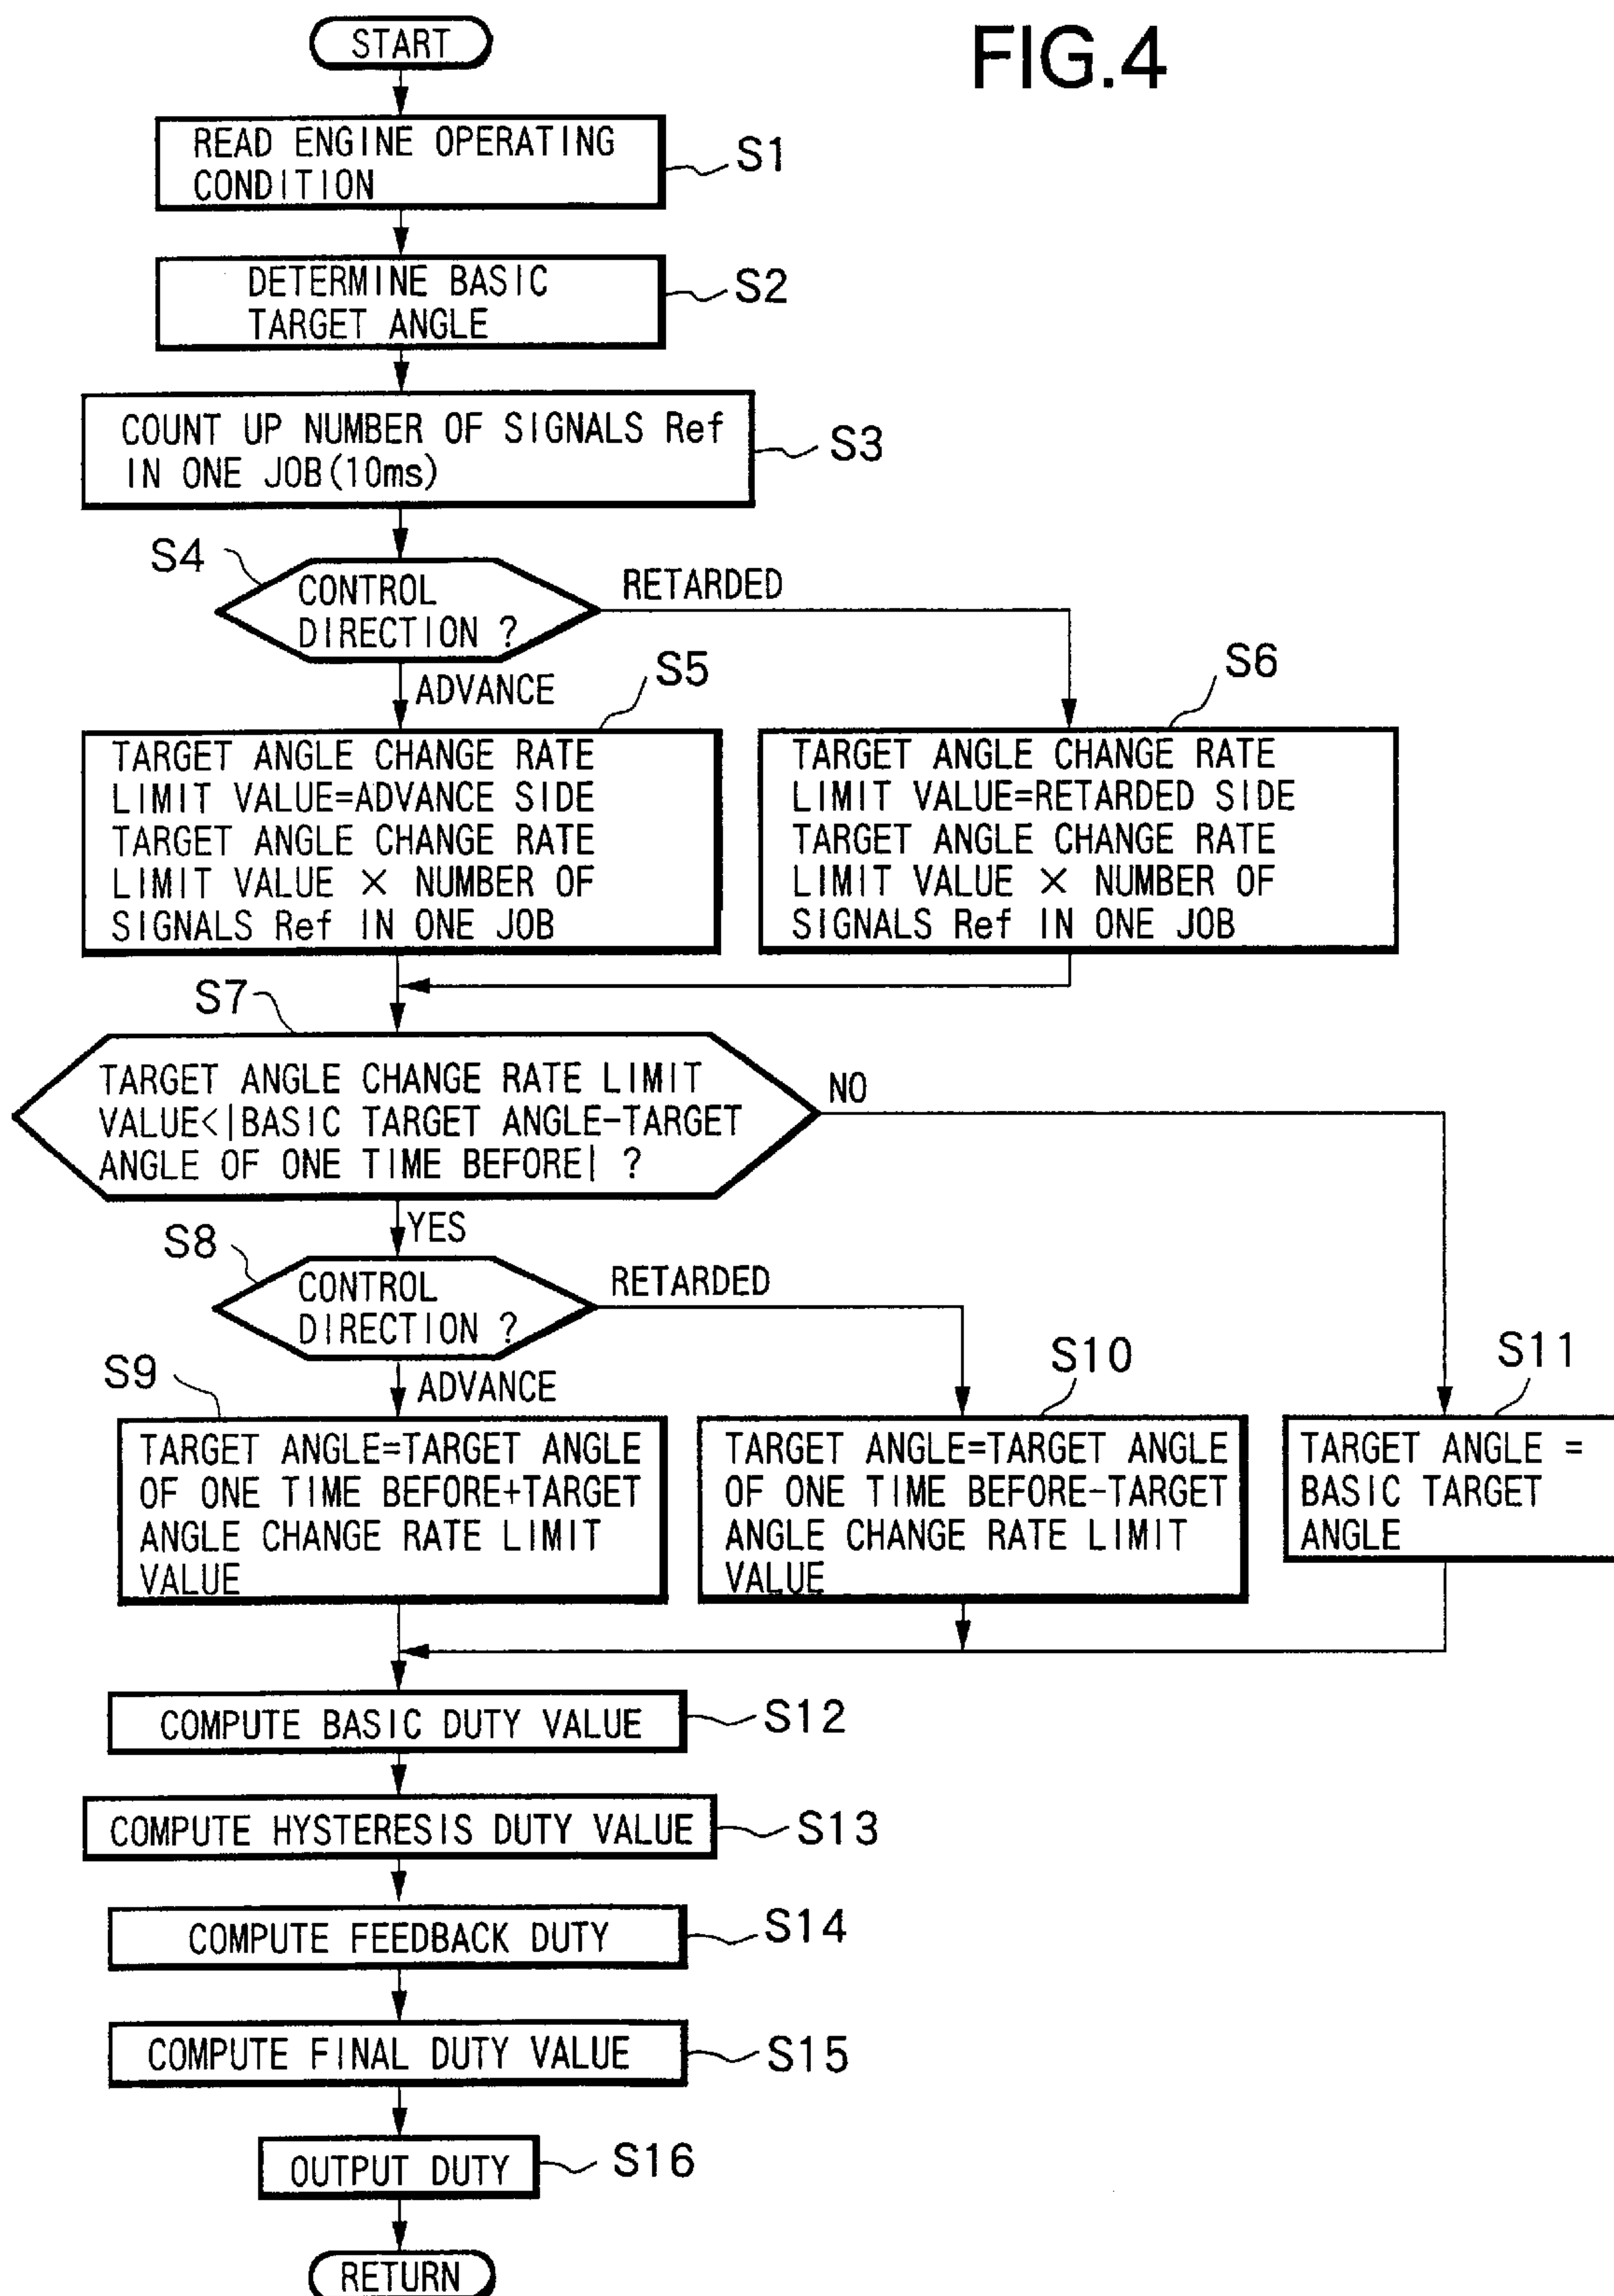 START
FIG.4
READ ENGINE OPERATING
CONDITION
S1
DETERMINE BASIC
TARGET ANGLE
S2
COUNT UP NUMBER OF SIGNALS Ref
IN ONE JOB(10ms)
S3
S4
CONTROL
DIRECTION ?
RETARDED
ADVANCE
S5
TARGET ANGLE CHANGE RATE
LIMIT VALUE=ADVANCE SIDE
TARGET ANGLE CHANGE RATE
LIMIT VALUE × NUMBER OF
SIGNALS Ref IN ONE JOB
S6
TARGET ANGLE CHANGE RATE
LIMIT VALUE=RETARDED SIDE
TARGET ANGLE CHANGE RATE
LIMIT VALUE × NUMBER OF
SIGNALS Ref IN ONE JOB
S7
TARGET ANGLE CHANGE RATE LIMIT
VALUE<|BASIC TARGET ANGLE-TARGET
ANGLE OF ONE TIME BEFORE| ?
NO
YES
S8
CONTROL
DIRECTION ?
RETARDED
ADVANCE
S9
TARGET ANGLE=TARGET ANGLE
OF ONE TIME BEFORE+TARGET
ANGLE CHANGE RATE LIMIT
VALUE
S10
TARGET ANGLE=TARGET ANGLE
OF ONE TIME BEFORE-TARGET
ANGLE CHANGE RATE LIMIT
VALUE
S11
TARGET ANGLE =
BASIC TARGET
ANGLE
COMPUTE BASIC DUTY VALUE
S12
COMPUTE HYSTERESIS DUTY VALUE
S13
COMPUTE FEEDBACK DUTY
S14
COMPUTE FINAL DUTY VALUE
S15
OUTPUT DUTY
S16
RETURN